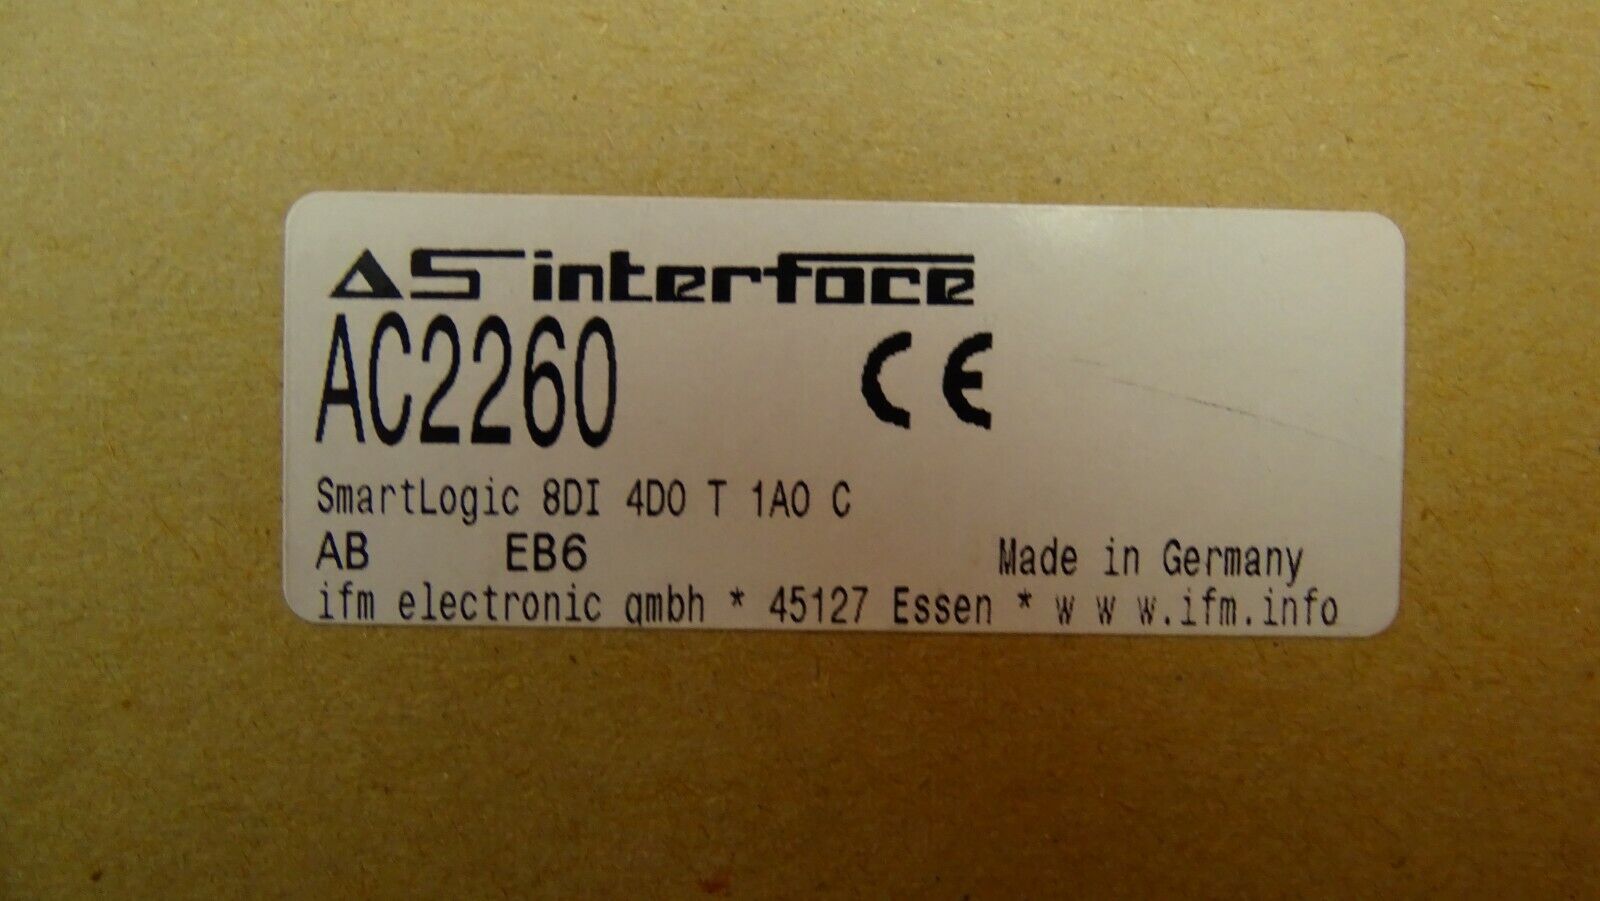 AS interface
AC2260 CE
SmartLogic 8DI 4DO T 1AO C
AB EB6 Made in Germany
ifm electronic gmbh * 45127 Essen * w w w.ifm.info